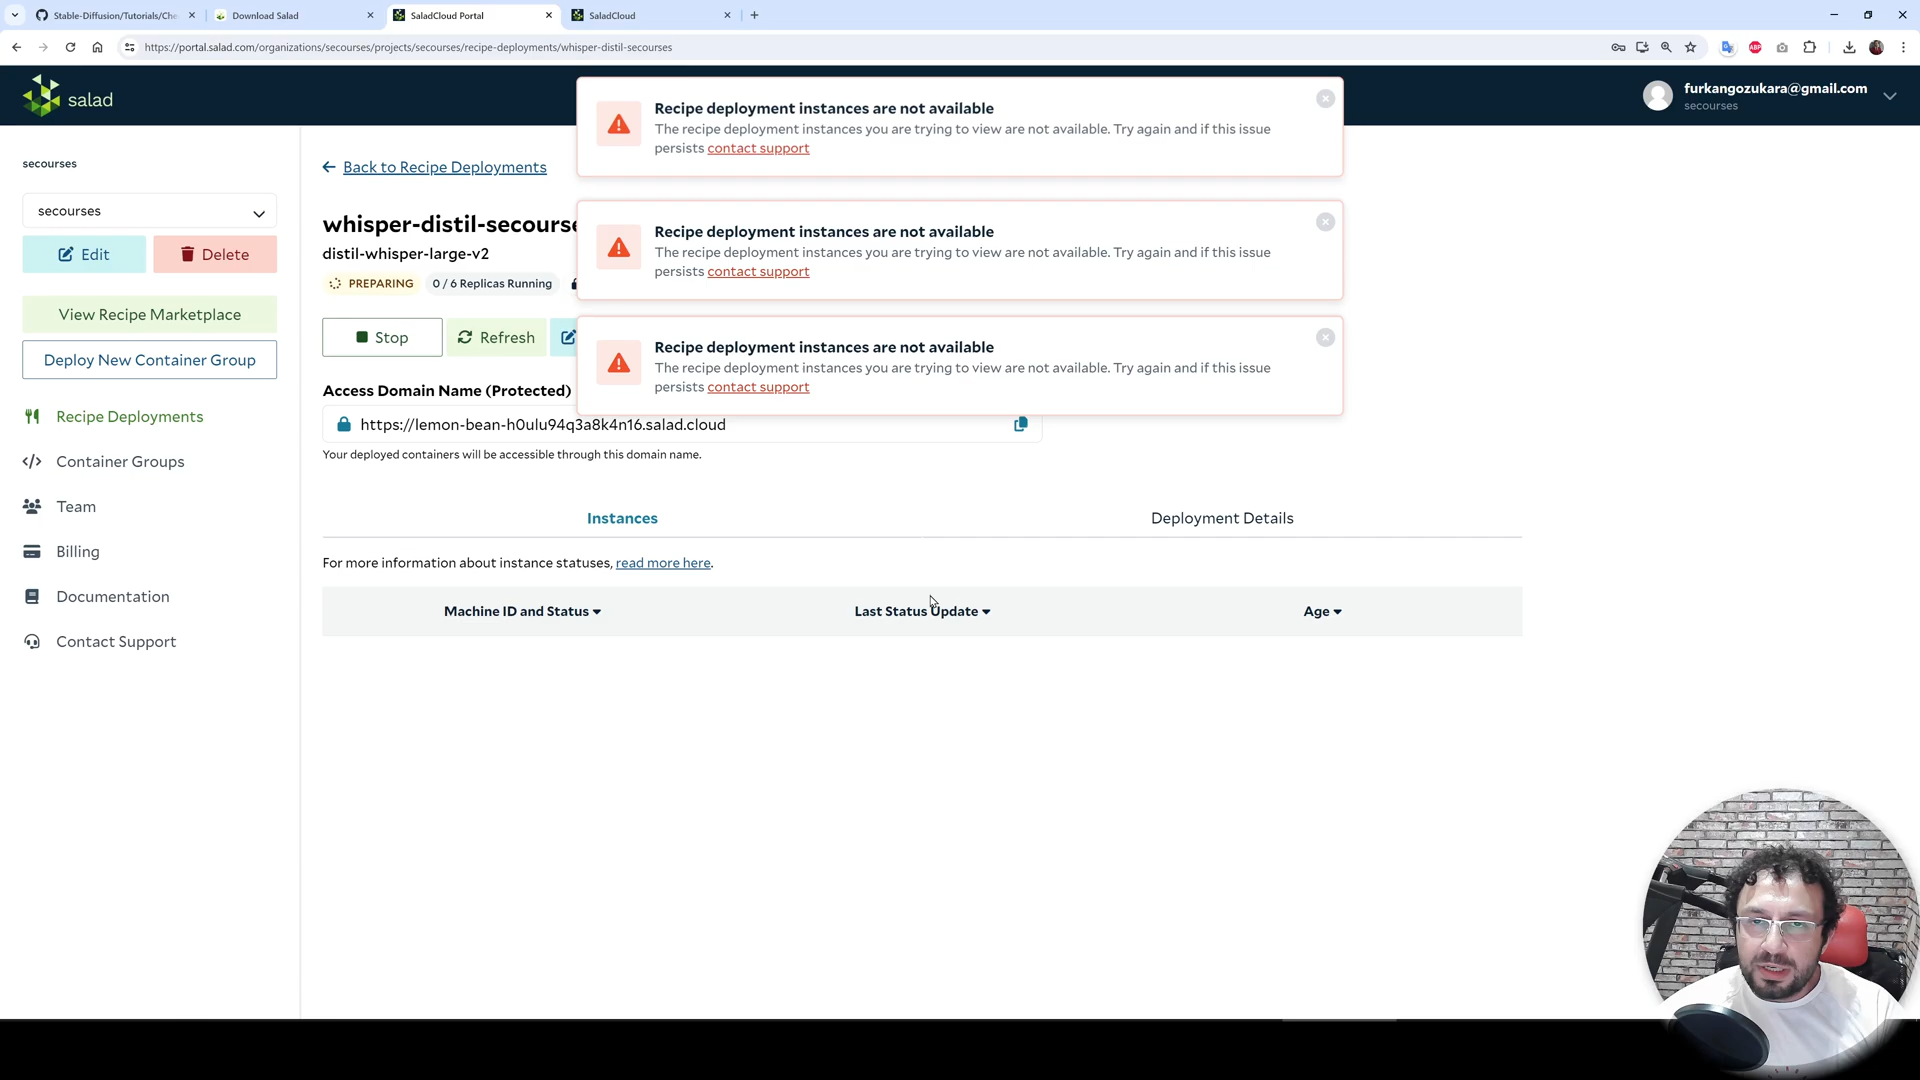 Stable-Diffusion/Tutorials/Che
Download Salad
SaladCloud Portal
SaladCloud
https://portal.salad.com/organizations/secourses/projects/secourses/recipe-deployments/whisper-distil-secourses
ABP
salad
furkangozukara@gmail.com
secourses
Recipe deployment instances are not available
The recipe deployment instances you are trying to view are not available. Try again and if this issue
persists contact support
Recipe deployment instances are not available
The recipe deployment instances you are trying to view are not available. Try again and if this issue
persists contact support
Recipe deployment instances are not available
The recipe deployment instances you are trying to view are not available. Try again and if this issue
persists contact support
secourses
secourses
Edit
Delete
View Recipe Marketplace
Deploy New Container Group
Recipe Deployments
Container Groups
Team
Billing
Documentation
Contact Support
Back to Recipe Deployments
whisper-distil-secourse
distil-whisper-large-v2
PREPARING
0 / 6 Replicas Running
Stop
Refresh
Access Domain Name (Protected)
https://lemon-bean-h0ulu94q3a8k4n16.salad.cloud
Your deployed containers will be accessible through this domain name.
Instances
Deployment Details
For more information about instance statuses, read more here.
Machine ID and Status
Last Status Update
Age